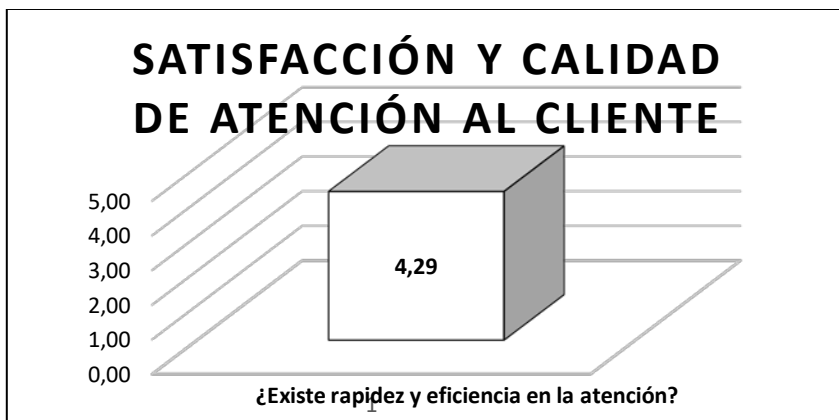 SATISFACCIÓN Y CALIDAD
DE ATENCIÓN AL CLIENTE
5,00
4,00
3,00
2,00
1,00
0,00
4,29
1
¿Existe rapidez y eficiencia en la atención?